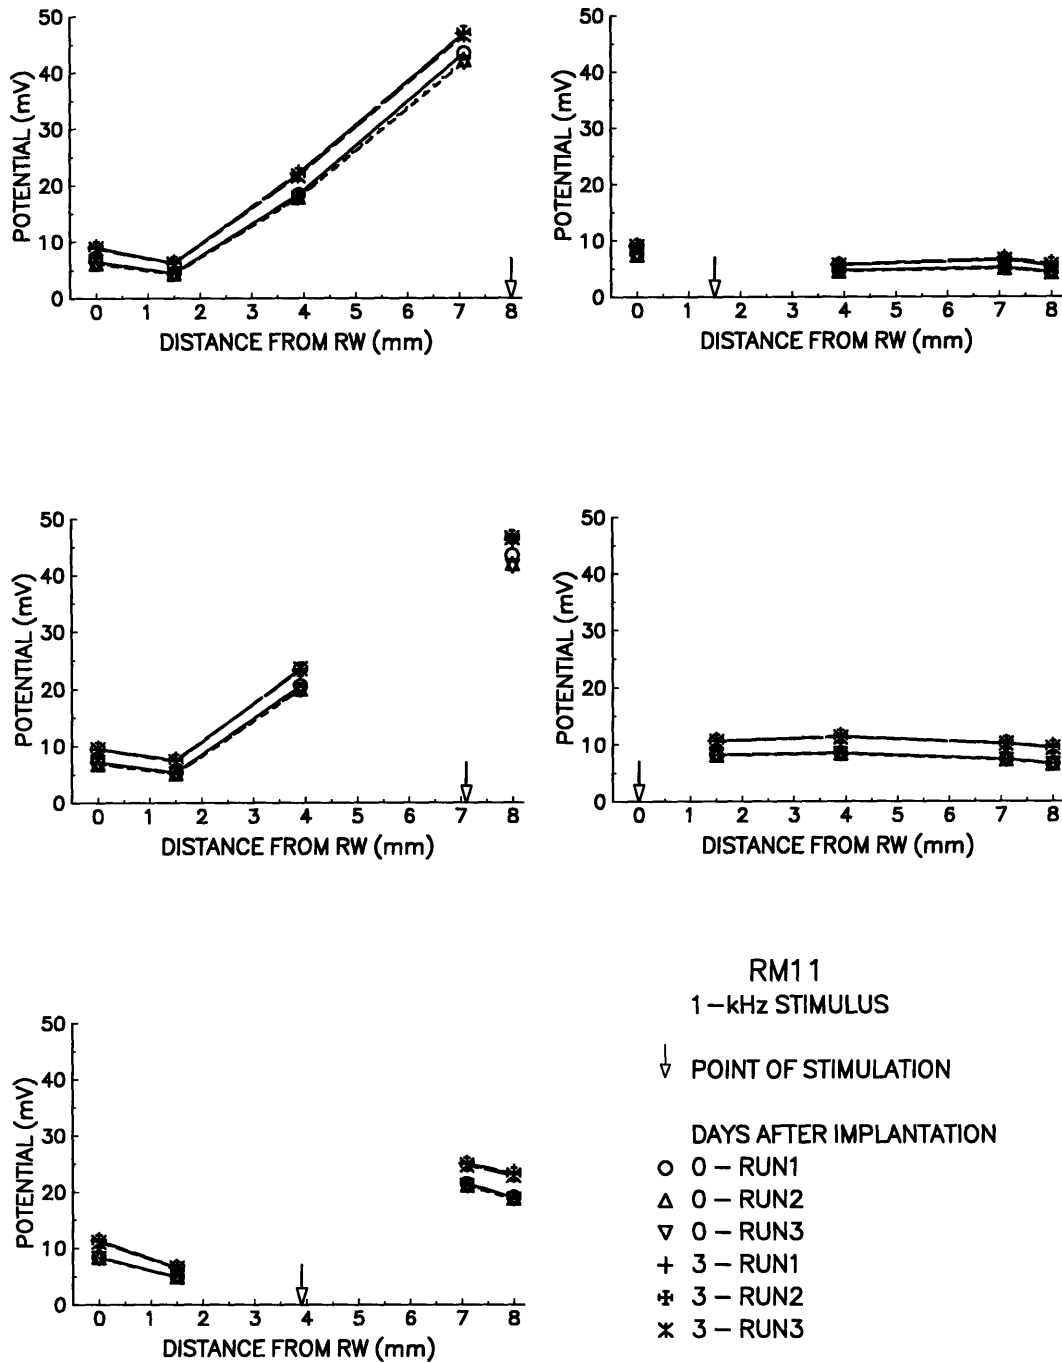 50
40
30
20
10
0
POTENTIAL (mV)
0 1 2 3 4 5 6 7 8
DISTANCE FROM RW (mm)
50
40
30
20
10
0
POTENTIAL (mV)
0 1 2 3 4 5 6 7 8
DISTANCE FROM RW (mm)
50
40
30
20
10
0
POTENTIAL (mV)
0 1 2 3 4 5 6 7 8
DISTANCE FROM RW (mm)
50
40
30
20
10
0
POTENTIAL (mV)
0 1 2 3 4 5 6 7 8
DISTANCE FROM RW (mm)
50
40
30
20
10
0
POTENTIAL (mV)
0 1 2 3 4 5 6 7 8
DISTANCE FROM RW (mm)
RM11
1-kHz STIMULUS
POINT OF STIMULATION
DAYS AFTER IMPLANTATION
0 - RUN1
0 - RUN2
0 - RUN3
3 - RUN1
3 - RUN2
3 - RUN3